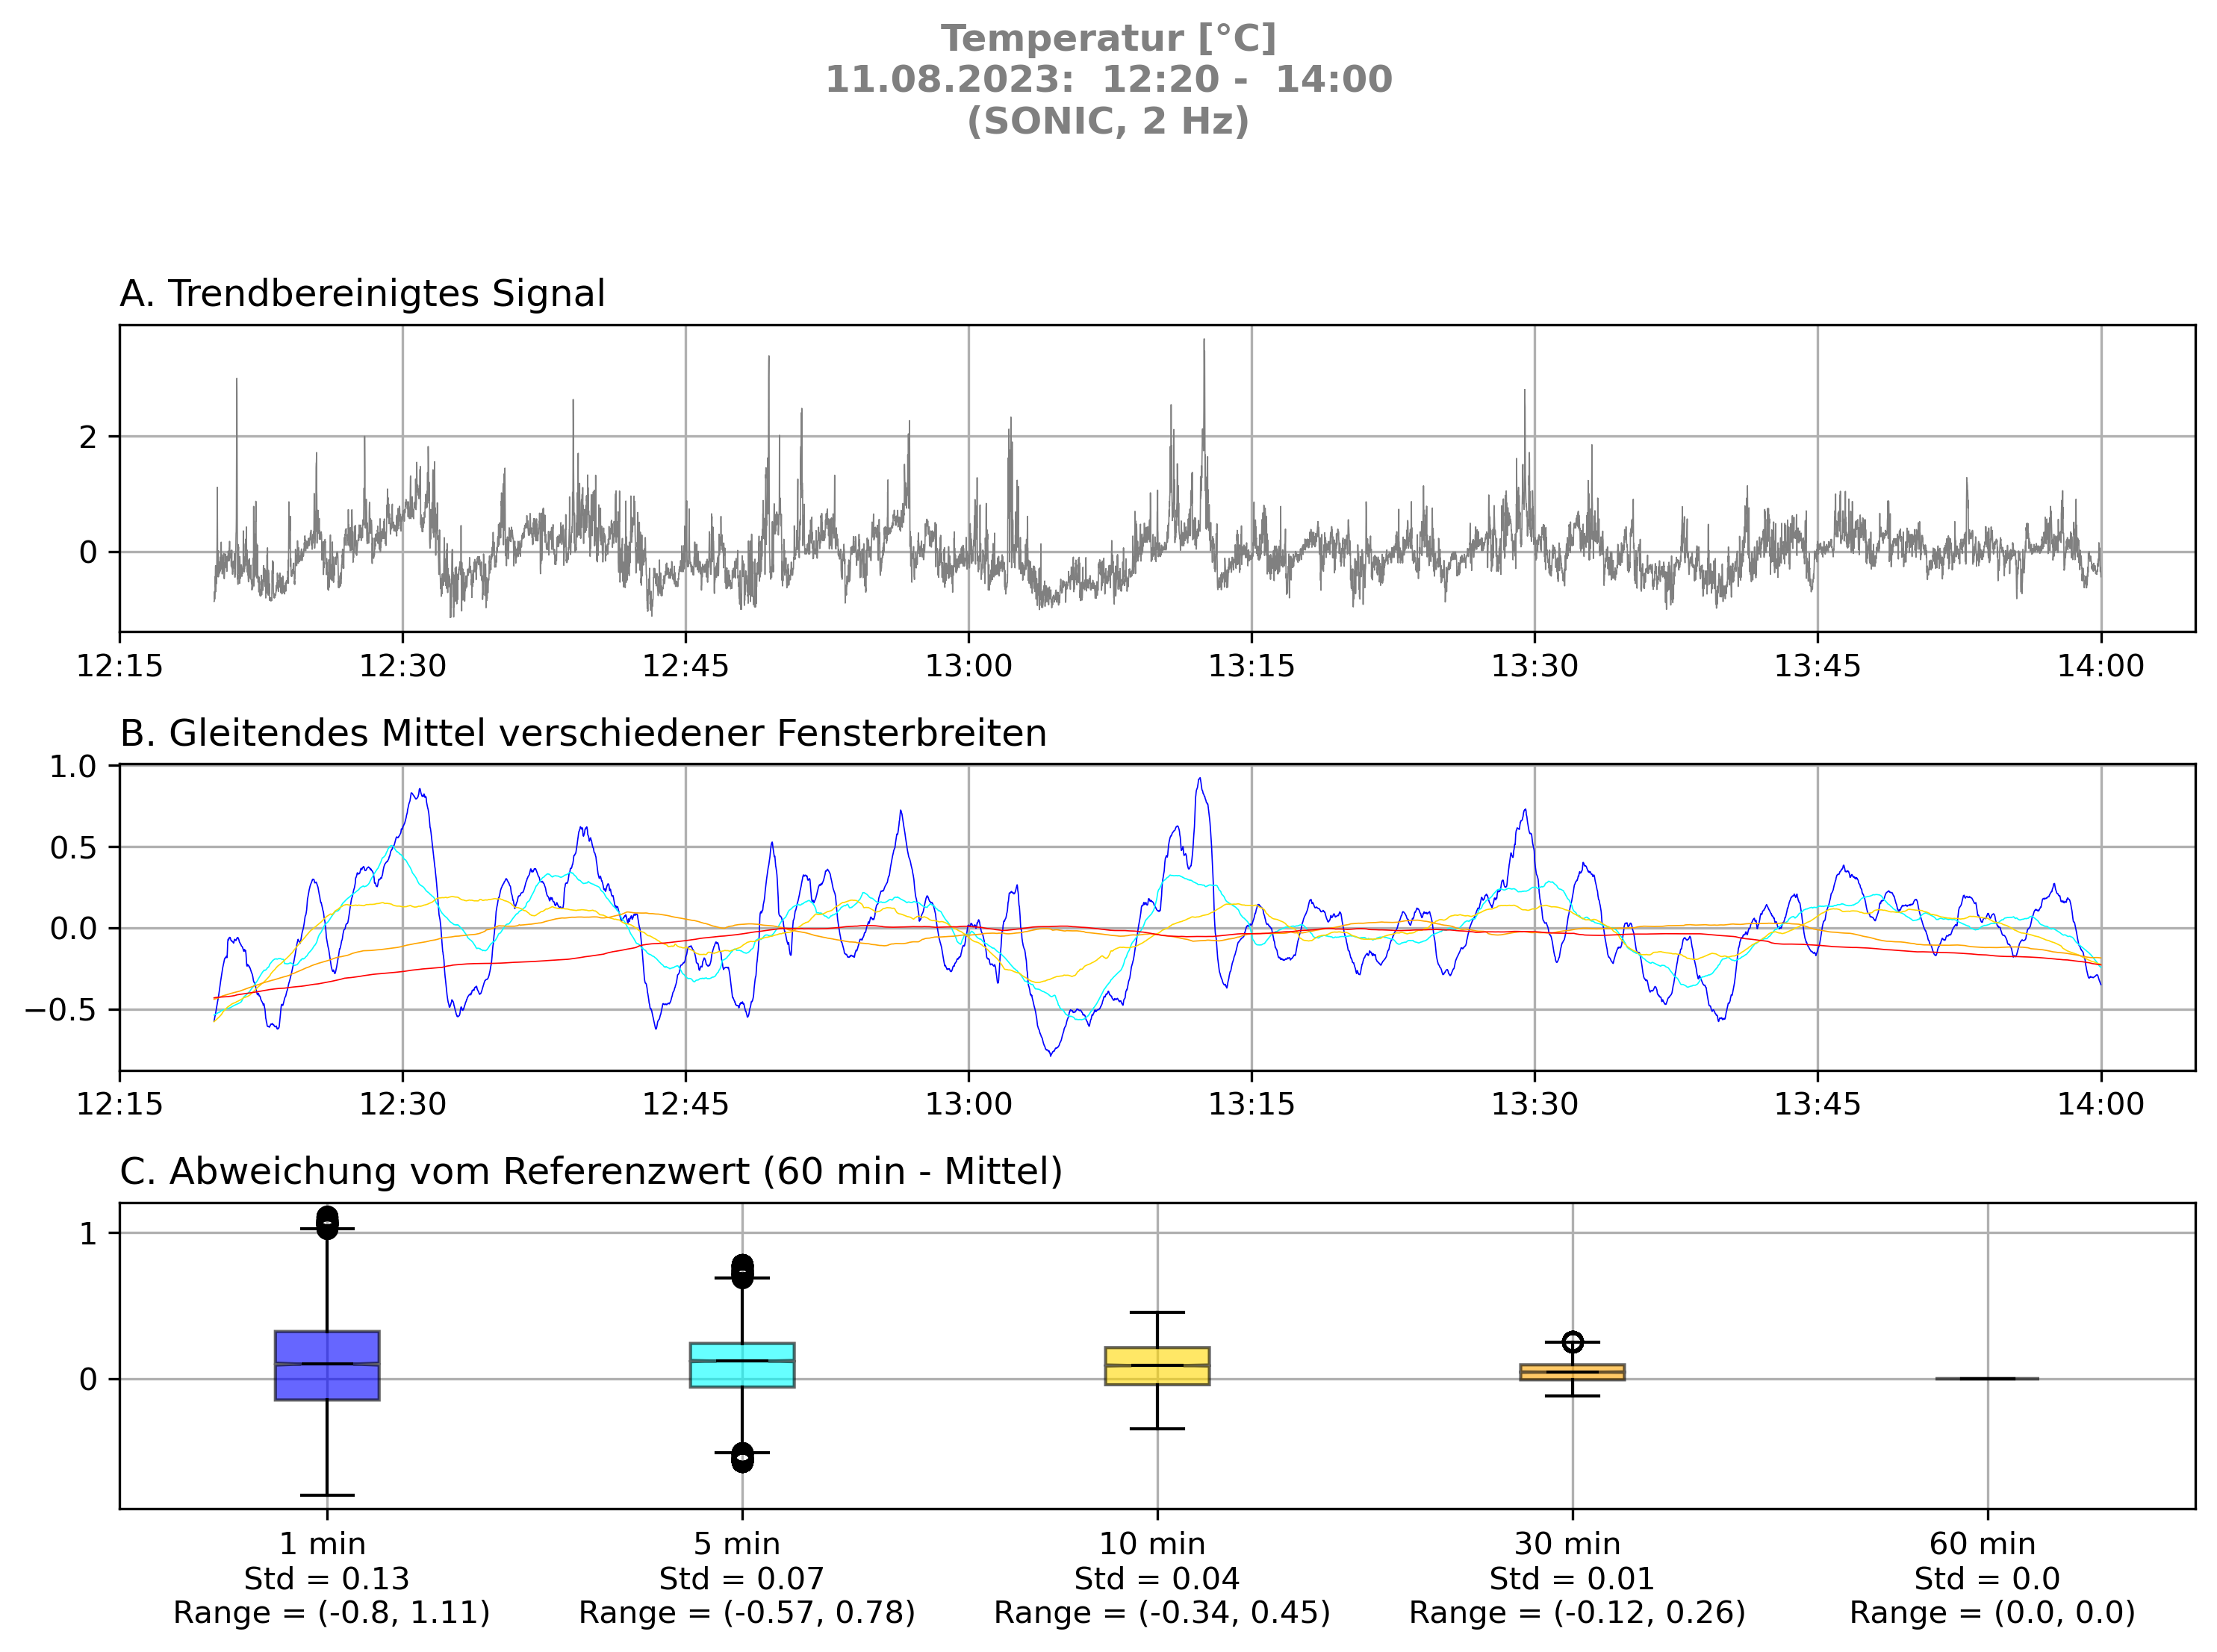 Temperatur [°C]
11.08.2023:  12:20 -  14:00
(SONIC, 2 Hz)
A. Trendbereinigtes Signal
2
0
12:15 12:30 12:45 13:00 13:15 13:30 13:45 14:00
B. Gleitendes Mittel verschiedener Fensterbreiten
1.0
0.5
0.0
−0.5
12:15 12:30 12:45 13:00 13:15 13:30 13:45 14:00
C. Abweichung vom Referenzwert (60 min - Mittel)
1
0
1 min 5 min 10 min 30 min 60 min
Std = 0.13 Std = 0.07 Std = 0.04 Std = 0.01 Std = 0.0
Range = (-0.8, 1.11) Range = (-0.57, 0.78) Range = (-0.34, 0.45) Range = (-0.12, 0.26) Range = (0.0, 0.0)